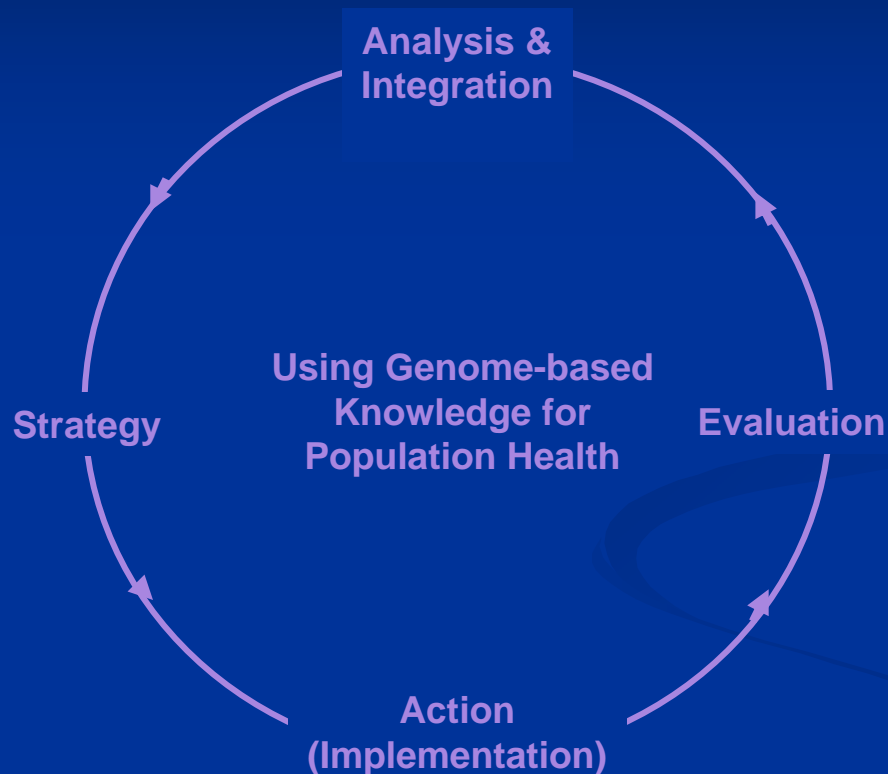 Analysis &
Integration
Using Genome-based
Knowledge for
Population Health
Strategy
Evaluation
Action
(Implementation)